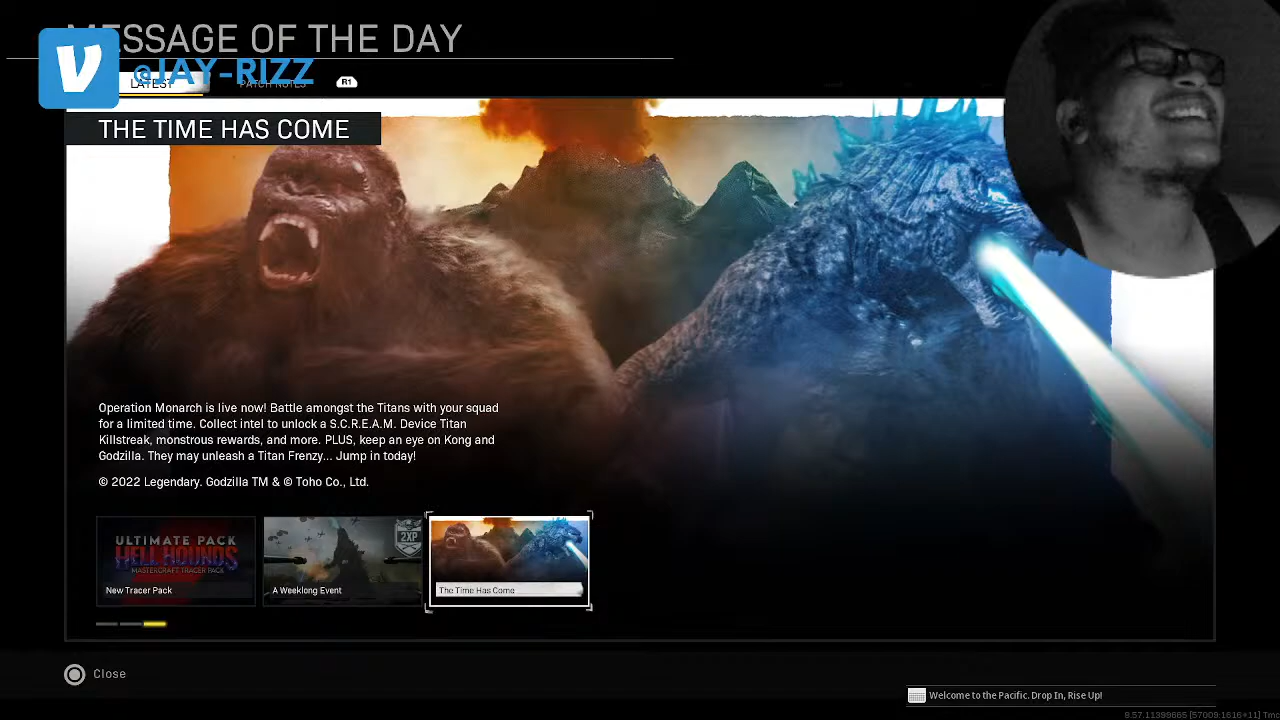 MESSAGE OF THE DAY
@JAY-RIZZ
LATEST
PATCH NOTES
R1
THE TIME HAS COME
Operation Monarch is live now! Battle amongst the Titans with your squad
for a limited time. Collect intel to unlock a S.C.R.E.A.M. Device Titan
Killstreak, monstrous rewards, and more. PLUS, keep an eye on Kong and
Godzilla. They may unleash a Titan Frenzy... Jump in today!
© 2022 Legendary. Godzilla TM & © Toho Co., Ltd.
ULTIMATE PACK
HELL HOUNDS
MASTERCRAFT TRACER PACK
New Tracer Pack
2XP
A Weeklong Event
The Time Has Come
Close
Welcome to the Pacific. Drop In, Rise Up!